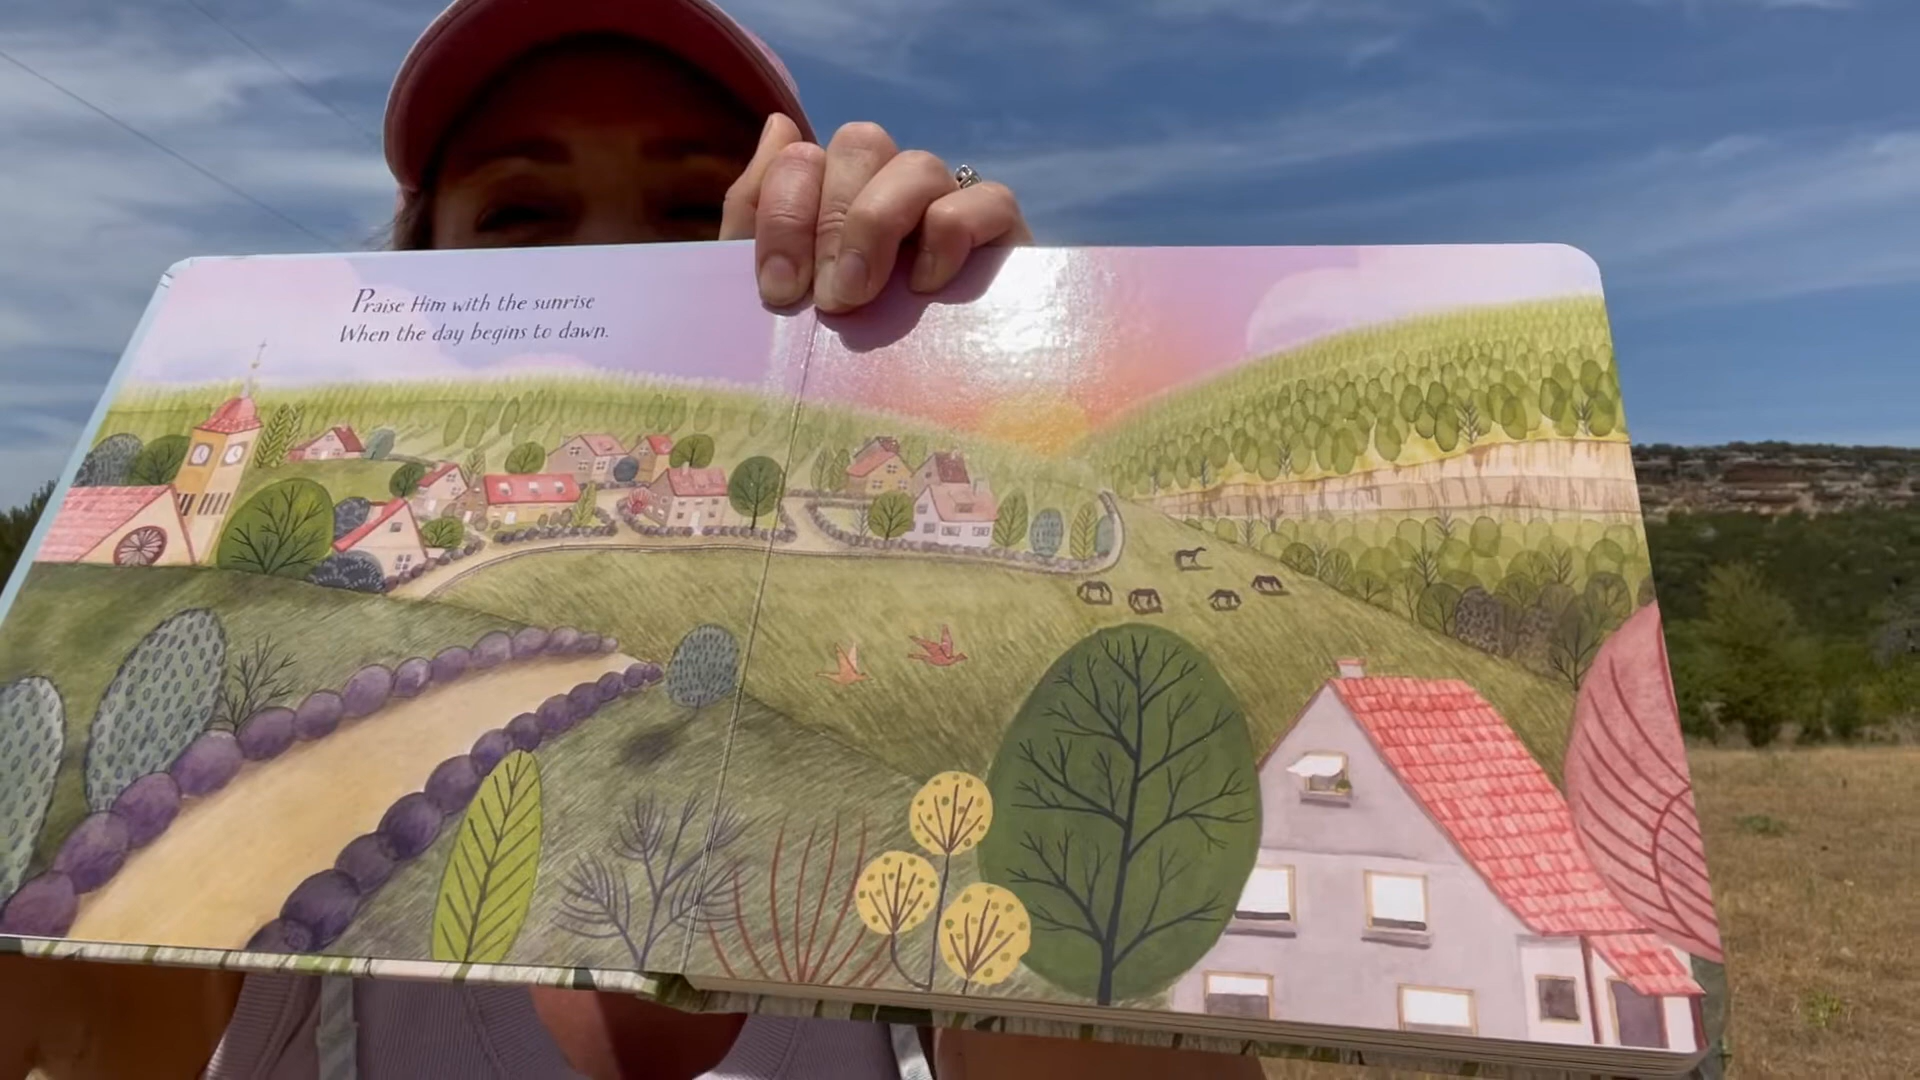 Praise Him with the sunrise
When the day begins to dawn.